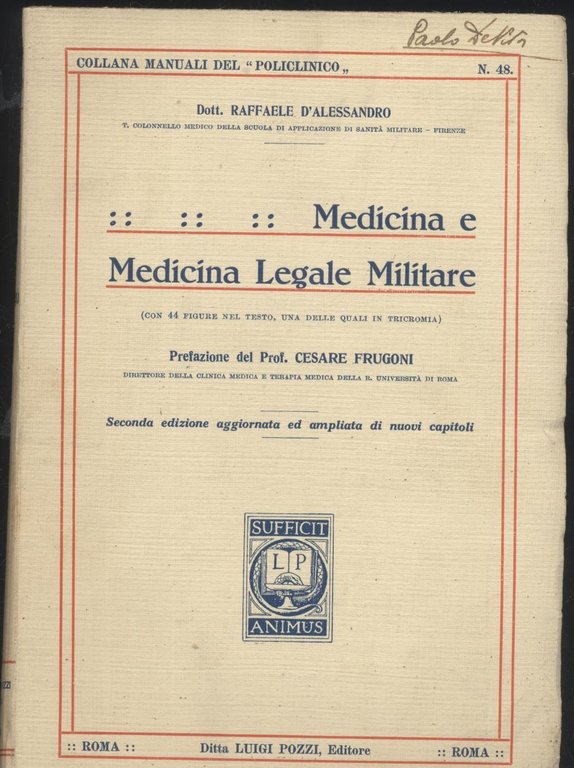 Paolo
COLLANA MANUALI DEL "POLICLINICO„ N. 48.
Dott. RAFFAELE D'ALESSANDRO
T. COLONNELLO MEDICO DELLA SCUOLA DI APPLICAZIONE DI SANITÀ MILITARE – FIRENZE
:: :: :: Medicina e
Medicina Legale Militare
(CON 44 FIGURE NEL TESTO, UNA DELLE QUALI IN TRICROMIA)
Prefazione del Prof. CESARE FRUGONI
DIRETTORE DELLA CLINICA MEDICA E TERAPIA MEDICA DELLA R. UNIVERSITÀ DI ROMA
Seconda edizione aggiornata ed ampliata di nuovi capitoli
SUFFICIT
L P
ANIMUS
:: ROMA :: Ditta LUIGI POZZI, Editore :: ROMA ::